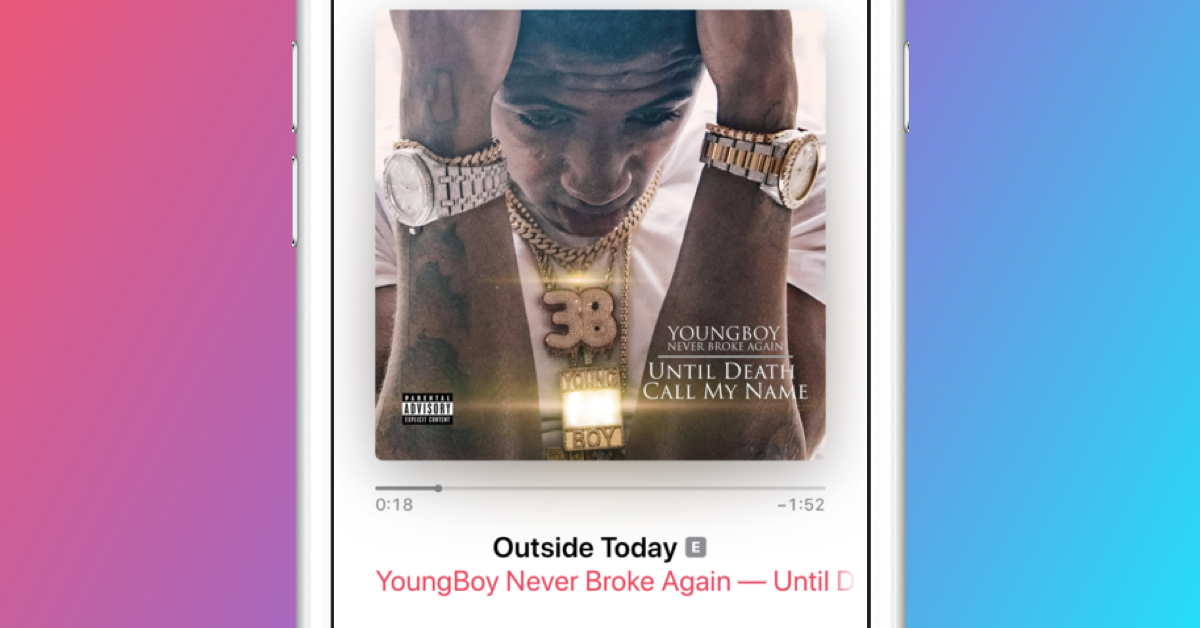 38
YOUNG
BOY
YOUNGBOY
NEVER BROKE AGAIN
UNTIL DEATH
CALL MY NAME
PARENTAL
ADVISORY
EXPLICIT CONTENT
0:18
-1:52
Outside Today E
YoungBoy Never Broke Again — Until D